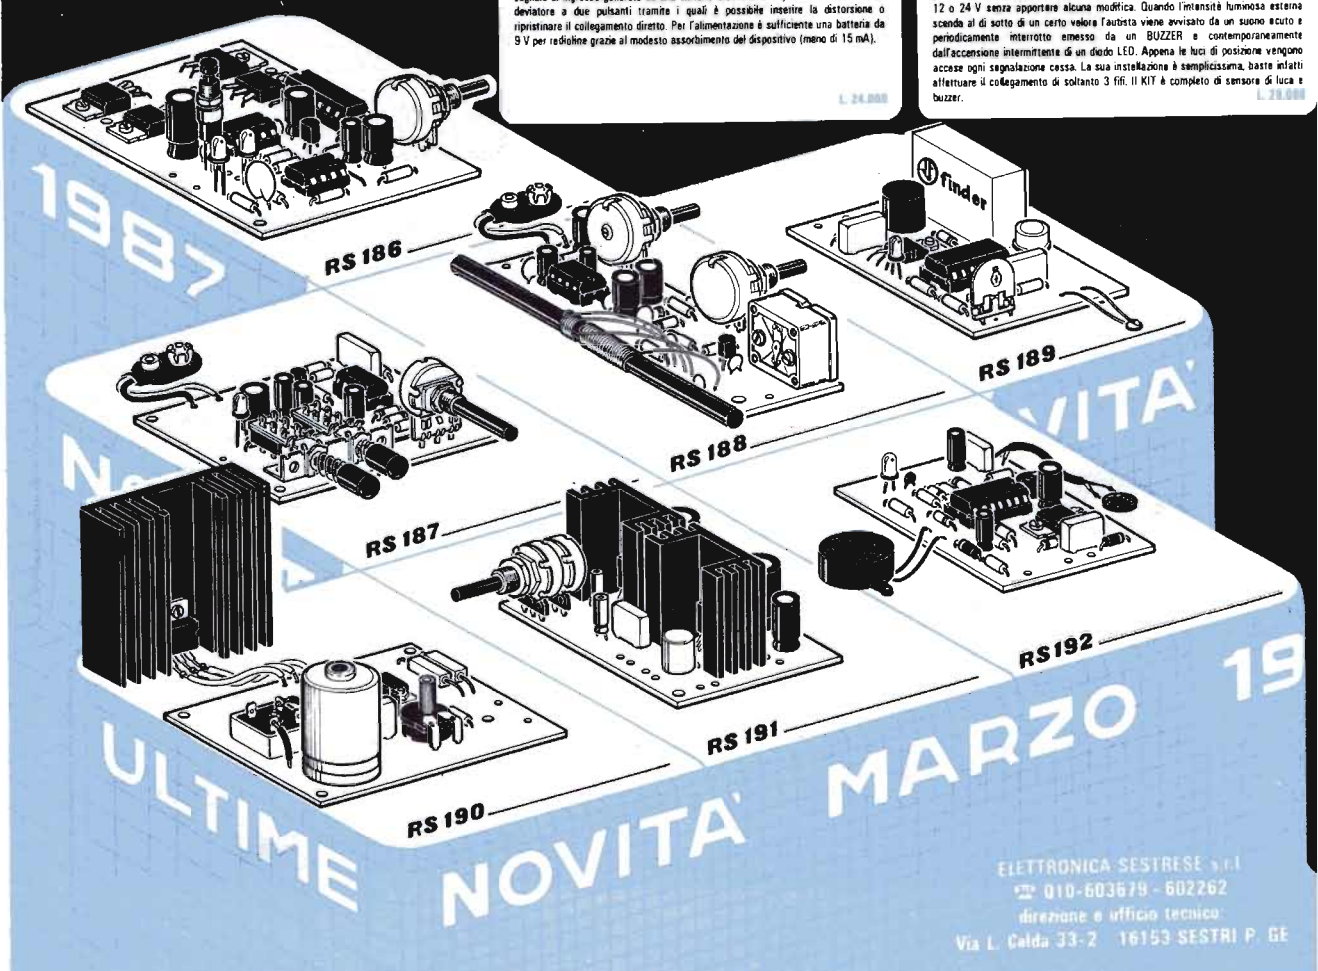 deviatore a due pulsanti tramite i quali è possibile inserire la distorsione o
ripristinare il collegamento diretto. Per l'alimentazione è sufficiente una batteria da
9 V per radioline grazie al modesto assorbimento del dispositivo (meno di 15 mA).
L. 24.000
12 o 24 V senza apportare alcuna modifica. Quando l'intensità luminosa esterna
scenda al di sotto di un certo valore l'autista viene avvisato da un suono acuto e
periodicamente interrotto emesso da un BUZZER e contemporaneamente
dall'accensione intermittente di un diodo LED. Appena le luci di posizione vengono
accese ogni segnalazione cessa. La sua installazione è semplicissima, basta infatti
affettuare il collegamento di soltanto 3 fifi. Il KIT è completo di sensore di luce e
buzzer.
L. 29.000
1987
RS 186
finder
RS 189
RS 188
NOVITA'
RS 187
RS 192
RS 191
RS 190
ULTIME NOVITA' MARZO 19
ELETTRONICA SESTRESE s.r.l
☎ 010-603679 - 602262
direzione e ufficio tecnico:
Via L. Calda 33-2 16153 SESTRI P. GE